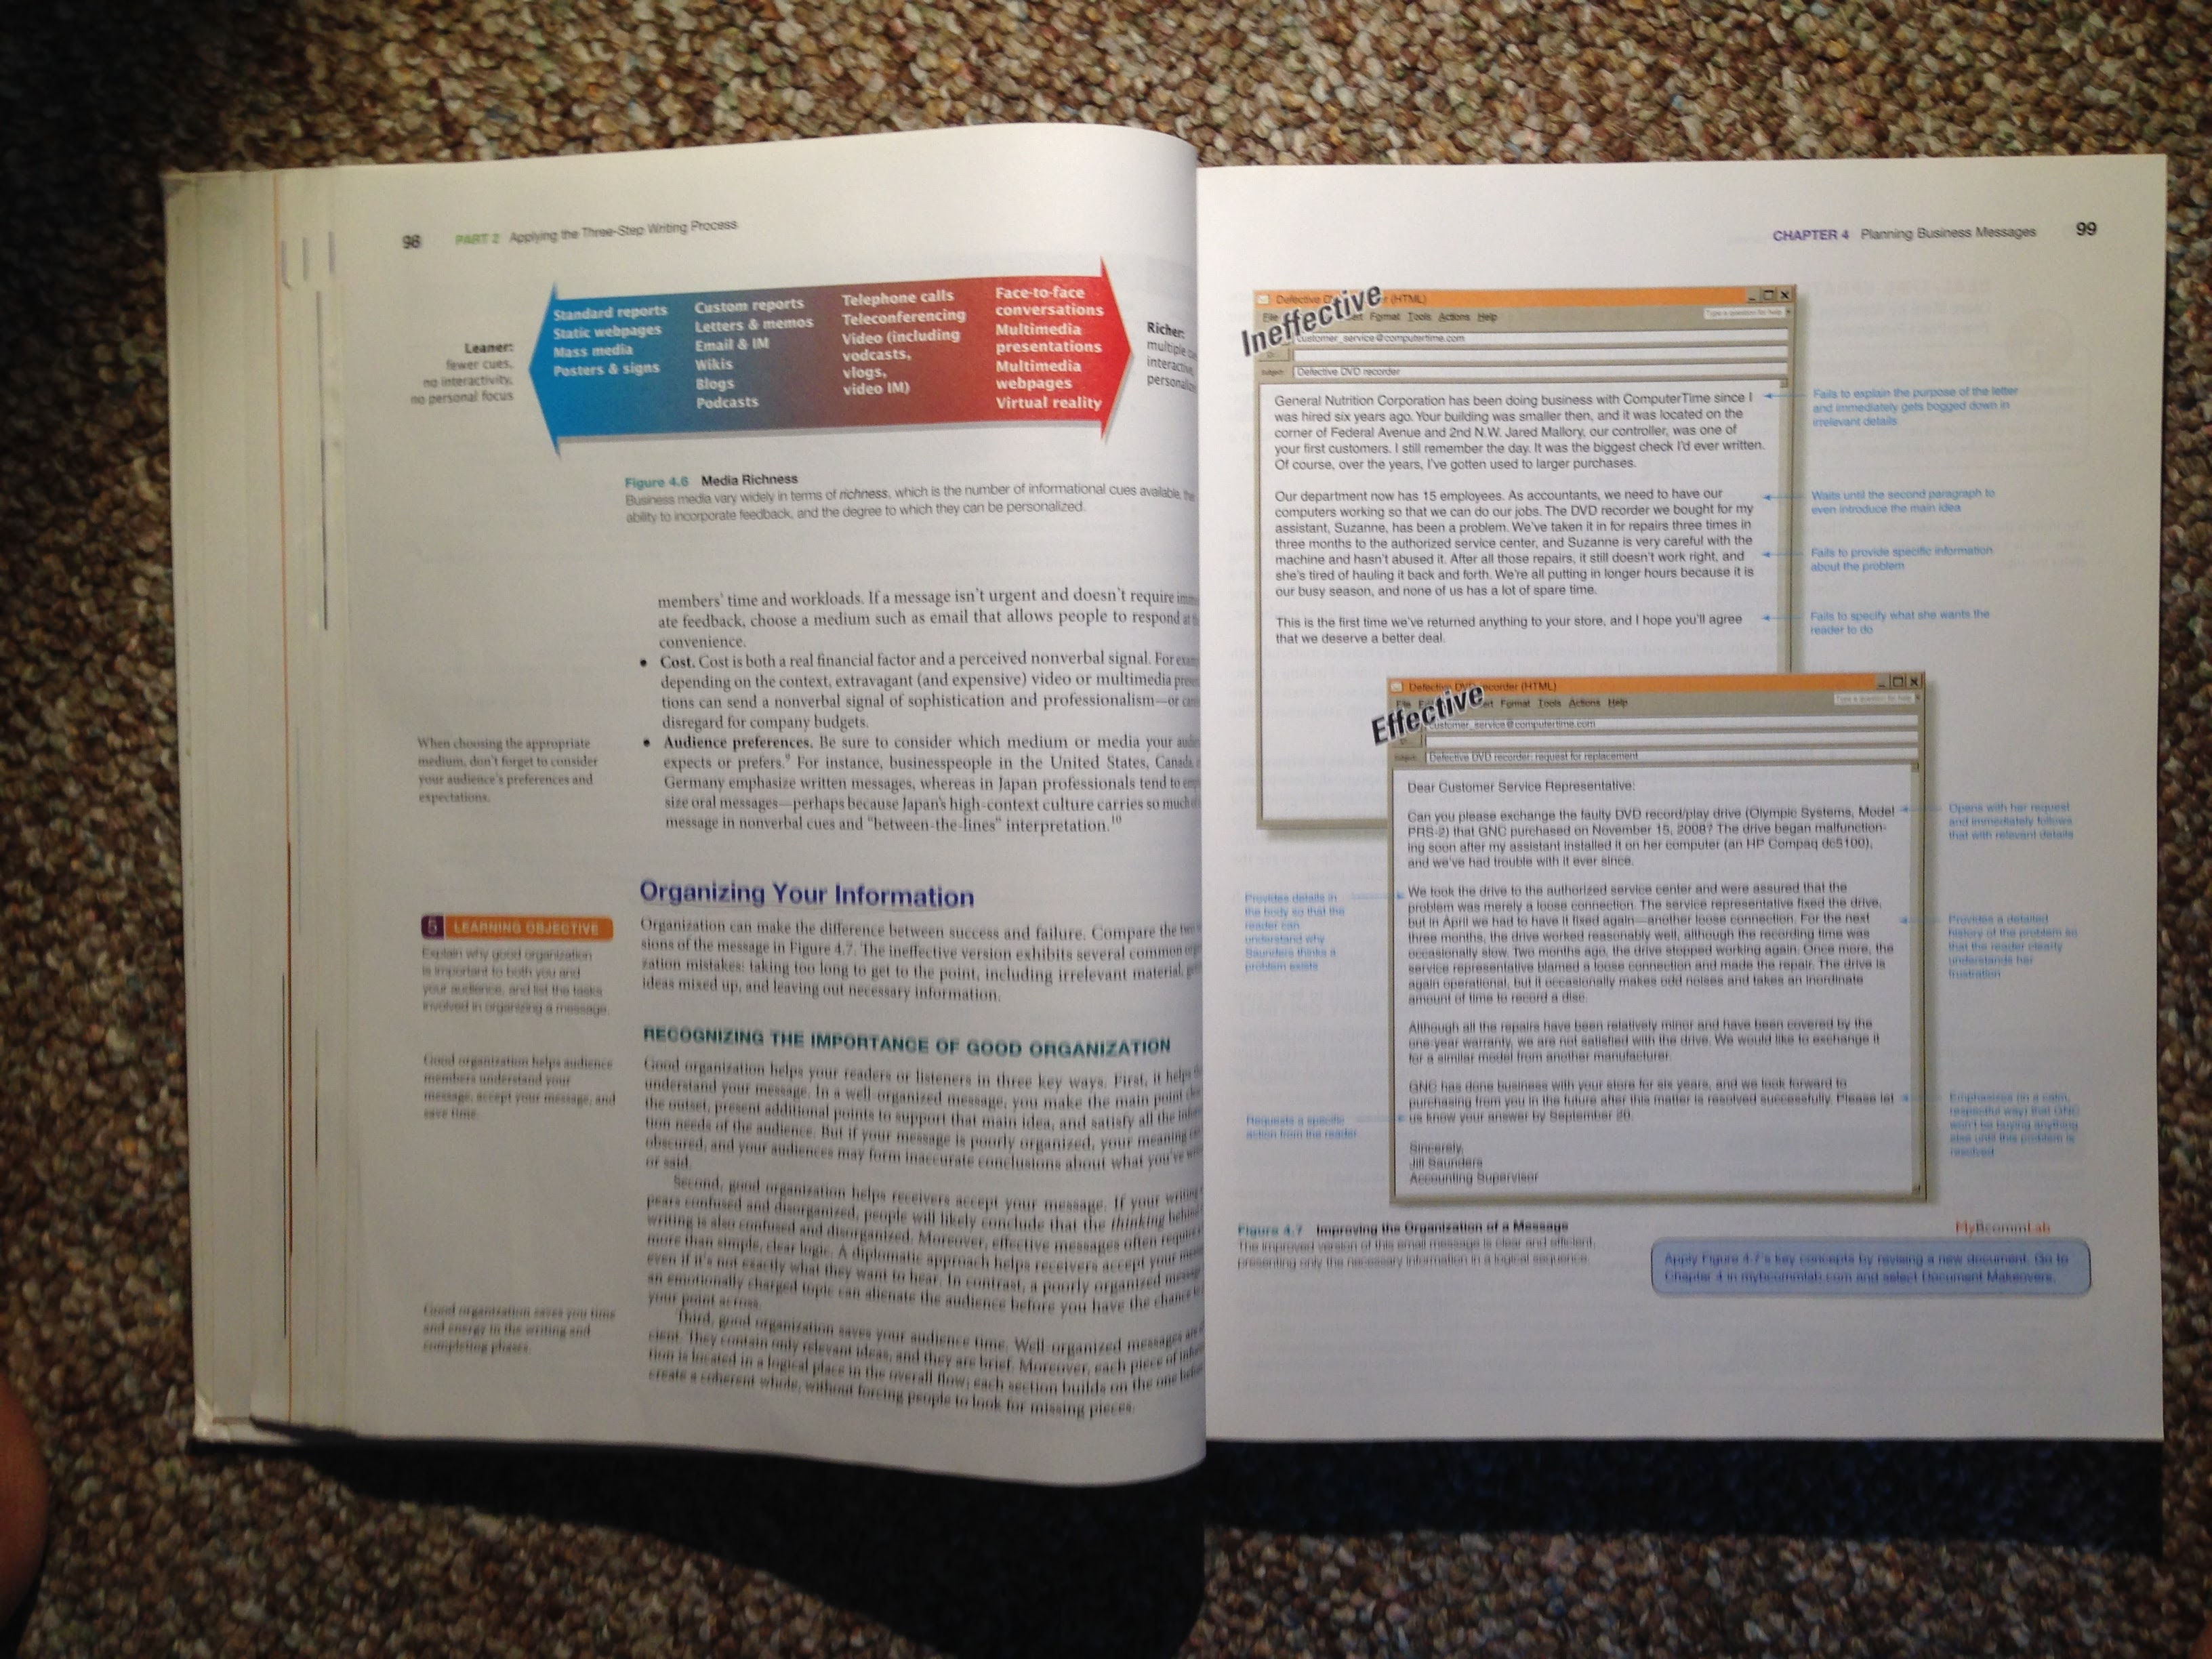 98 PART 2 Applying the Three-Step Writing Process
Leaner:
fewer cues,
no interactivity,
no personal focus
Standard reports
Static webpages
Mass media
Posters & signs
Custom reports
Letters & memos
Email & IM
Wikis
Blogs
Podcasts
Telephone calls
Teleconferencing
Video (including
vodcasts,
vlogs,
video IM)
Face-to-face
conversations
Multimedia
presentations
Multimedia
webpages
Virtual reality
Richer:
multiple
interactive,
Figure 4.6 Media Richness
Business media vary widely in terms of richness, which is the number of informational cues available, the
ability to incorporate feedback, and the degree to which they can be personalized.
members' time and workloads. If a message isn't urgent and doesn't require
ate feedback, choose a medium such as email that allows people to respond at
convenience.
• Cost. Cost is both a real financial factor and a perceived nonverbal signal. For
depending on the context, extravagant (and expensive) video or multimedia
tions can send a nonverbal signal of sophistication and professionalism—or
disregard for company budgets.
• Audience preferences. Be sure to consider which medium or media your
expects or prefers.9 For instance, businesspeople in the United States, Canada,
Germany emphasize written messages, whereas in Japan professionals tend to
size oral messages—perhaps because Japan's high-context culture carries so much
message in nonverbal cues and "between-the-lines" interpretation.10
When choosing the appropriate
medium, don't forget to consider
your audience's preferences and
expectations.
Organizing Your Information
5 LEARNING OBJECTIVE
Explain why good organization
is important to both you and
your audience, and list the tasks
involved in organizing a message.
Organization can make the difference between success and failure. Compare the two
sions of the message in Figure 4.7. The ineffective version exhibits several common
zation mistakes: taking too long to get to the point, including irrelevant material,
ideas mixed up, and leaving out necessary information.
RECOGNIZING THE IMPORTANCE OF GOOD ORGANIZATION
Good organization helps audience
members understand your
message, accept your message, and
save time.
Good organization helps your readers or listeners in three key ways. First, it helps
understand your message. In a well-organized message, you make the main point
the outset, present additional points to support that main idea, and satisfy all the
tion needs of the audience. But if your message is poorly organized, your meaning
obscured, and your audiences may form inaccurate conclusions about what you've
or said.
Second, good organization helps receivers accept your message. If your writing
pears confused and disorganized, people will likely conclude that the thinking behind
writing is also confused and disorganized. Moreover, effective messages often require
more than simple, clear logic. A diplomatic approach helps receivers accept your
even if it's not exactly what they want to hear. In contrast, a poorly organized message
an emotionally charged topic can alienate the audience before you have the chance
your point across.
Third, good organization saves your audience time. Well-organized messages are
cient. They contain only relevant ideas, and they are brief. Moreover, each piece of
tion is located in a logical place in the overall flow; each section builds on the one
create a coherent whole, without forcing people to look for missing pieces.
Good organization saves you time
and energy in the writing and
completing phases.
CHAPTER 4 Planning Business Messages 99
Ineffective
Defective (HTML)
Format Tools Actions Help
Type a question for help
customer_service@computertime.com
Subject: Defective DVD recorder
General Nutrition Corporation has been doing business with ComputerTime since I
was hired six years ago. Your building was smaller then, and it was located on the
corner of Federal Avenue and 2nd N.W. Jared Mallory, our controller, was one of
your first customers. I still remember the day. It was the biggest check I'd ever written.
Of course, over the years, I've gotten used to larger purchases.
Our department now has 15 employees. As accountants, we need to have our
computers working so that we can do our jobs. The DVD recorder we bought for my
assistant, Suzanne, has been a problem. We've taken it in for repairs three times in
three months to the authorized service center, and Suzanne is very careful with the
machine and hasn't abused it. After all those repairs, it still doesn't work right, and
she's tired of hauling it back and forth. We're all putting in longer hours because it is
our busy season, and none of us has a lot of spare time.
This is the first time we've returned anything to your store, and I hope you'll agree
that we deserve a better deal.
Fails to explain the purpose of the letter
and immediately gets bogged down in
irrelevant details
Waits until the second paragraph to
even introduce the main idea
Fails to provide specific information
about the problem
Fails to specify what she wants the
reader to do
Effective
Defective DVD recorder (HTML)
Format Tools Actions Help
Type a question for help
customer_service@computertime.com
Subject: Defective DVD recorder: request for replacement
Dear Customer Service Representative:
Can you please exchange the faulty DVD record/play drive (Olympic Systems, Model
PRS-2) that GNC purchased on November 15, 2008? The drive began malfunction-
ing soon after my assistant installed it on her computer (an HP Compaq dc5100),
and we've had trouble with it ever since.
We took the drive to the authorized service center and were assured that the
problem was merely a loose connection. The service representative fixed the drive,
but in April we had to have it fixed again—another loose connection. For the next
three months, the drive worked reasonably well, although the recording time was
occasionally slow. Two months ago, the drive stopped working again. Once more, the
service representative blamed a loose connection and made the repair. The drive is
again operational, but it occasionally makes odd noises and takes an inordinate
amount of time to record a disc.
Although all the repairs have been relatively minor and have been covered by the
one-year warranty, we are not satisfied with the drive. We would like to exchange it
for a similar model from another manufacturer.
GNC has done business with your store for six years, and we look forward to
purchasing from you in the future after this matter is resolved successfully. Please let
us know your answer by September 20.
Sincerely,
Jill Saunders
Accounting Supervisor
Opens with her request
and immediately follows
that with relevant details
Provides details in
the body so that the
reader can
understand why
Saunders thinks a
problem exists
Provides a detailed
history of the problem so
that the reader clearly
understands her
frustration
Requests a specific
action from the reader
Emphasizes (in a calm,
respectful way) that GNC
won't be buying anything
else until this problem is
resolved
Figure 4.7 Improving the Organization of a Message
The improved version of this email message is clear and efficient,
presenting only the necessary information in a logical sequence.
MyBcommLab
Apply Figure 4.7's key concepts by revising a new document. Go to
Chapter 4 in mybcommlab.com and select Document Makeovers.